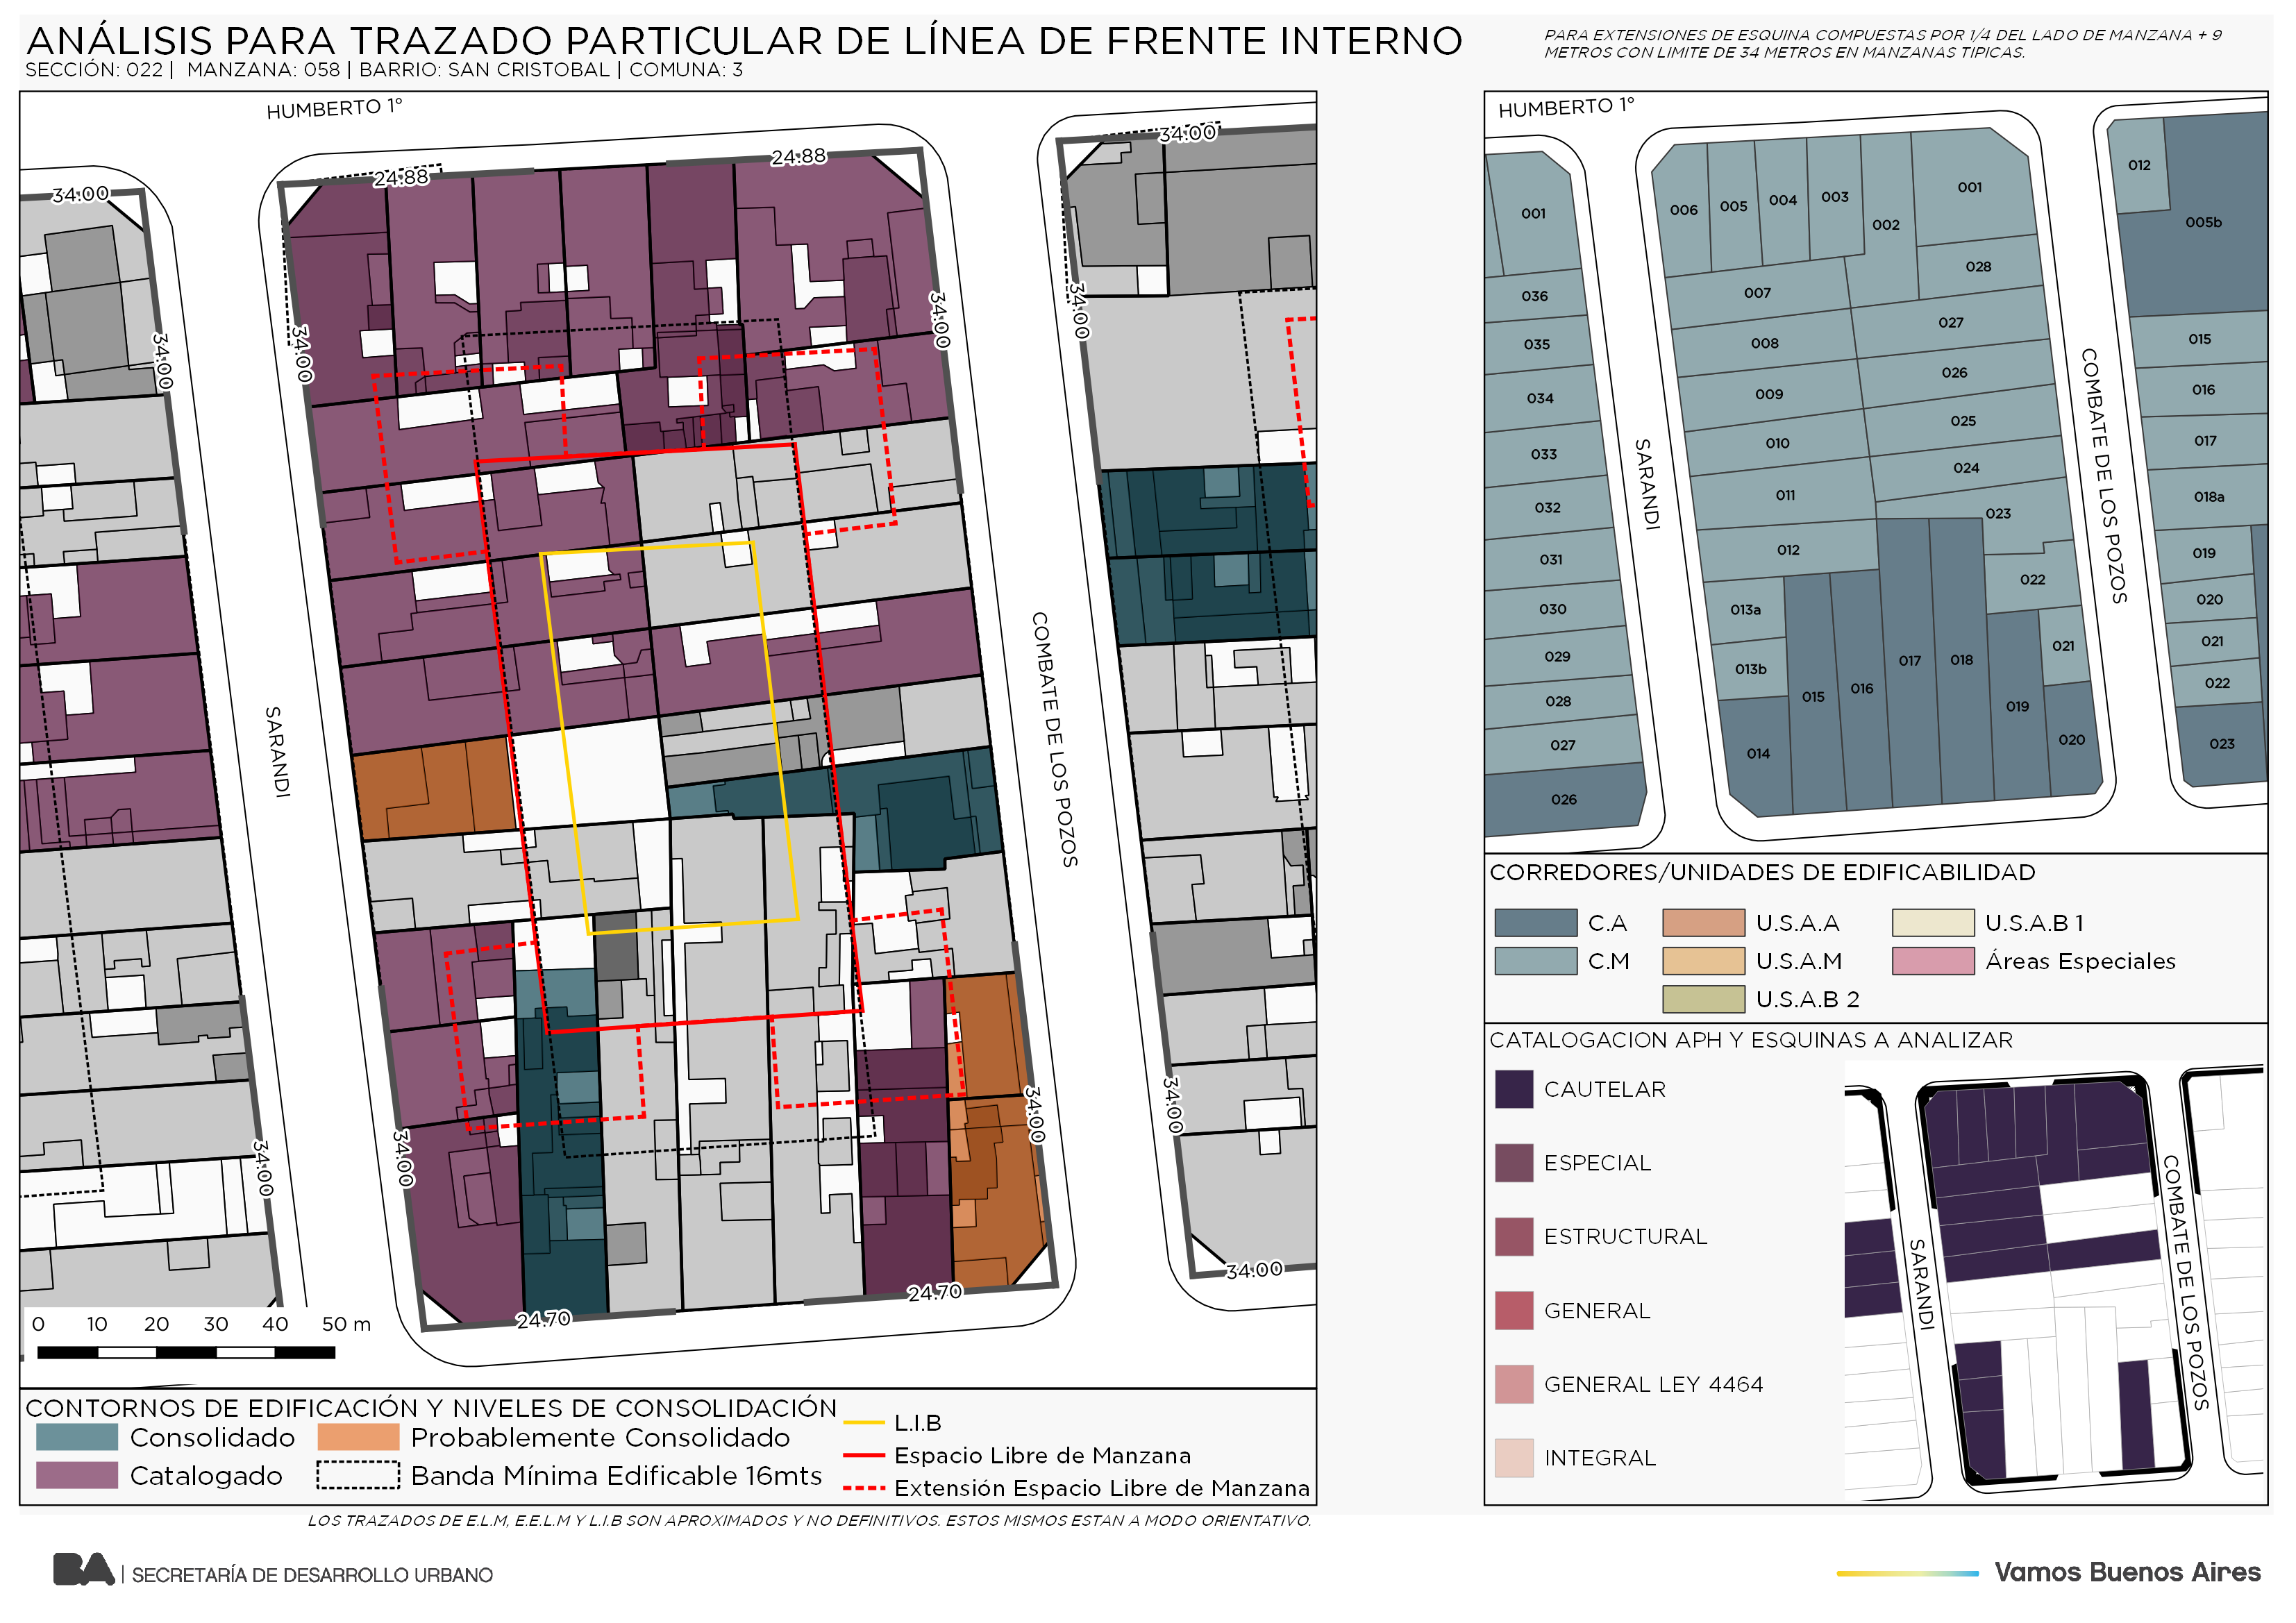 ANÁLISIS PARA TRAZADO PARTICULAR DE LÍNEA DE FRENTE INTERNO
SECCIÓN: 022 | MANZANA: 058 | BARRIO: SAN CRISTOBAL | COMUNA: 3
PARA EXTENSIONES DE ESQUINA COMPUESTAS POR 1/4 DEL LADO DE MANZANA + 9
METROS CON LIMITE DE 34 METROS EN MANZANAS TIPICAS.
HUMBERTO 1°
34.00
34.00
34.00
24.88
24.88
34.00
34.00
34.00
34.00
SARANDI
COMBATE DE LOS POZOS
34.00
34.00
24.70
24.70
34.00
34.00
0 10 20 30 40 50 m
CONTORNOS DE EDIFICACIÓN Y NIVELES DE CONSOLIDACIÓN
Consolidado
Probablemente Consolidado
Catalogado
Banda Mínima Edificable 16mts
L.I.B
Espacio Libre de Manzana
Extensión Espacio Libre de Manzana
LOS TRAZADOS DE E.L.M, E.E.L.M Y L.I.B SON APROXIMADOS Y NO DEFINITIVOS. ESTOS MISMOS ESTAN A MODO ORIENTATIVO.
HUMBERTO 1°
001
036
035
034
033
032
031
030
029
028
027
026
SARANDI
006
005
004
003
002
001
028
007
027
008
026
009
025
010
024
011
023
012
022
013a
021
013b
014
015
016
017
018
019
020
COMBATE DE LOS POZOS
012
005b
015
016
017
018a
019
020
021
022
023
CORREDORES/UNIDADES DE EDIFICABILIDAD
C.A
U.S.A.A
U.S.A.B 1
C.M
U.S.A.M
Áreas Especiales
U.S.A.B 2
CATALOGACION APH Y ESQUINAS A ANALIZAR
CAUTELAR
ESPECIAL
ESTRUCTURAL
GENERAL
GENERAL LEY 4464
INTEGRAL
SARANDI
COMBATE DE LOS POZOS
BA | SECRETARÍA DE DESARROLLO URBANO
Vamos Buenos Aires